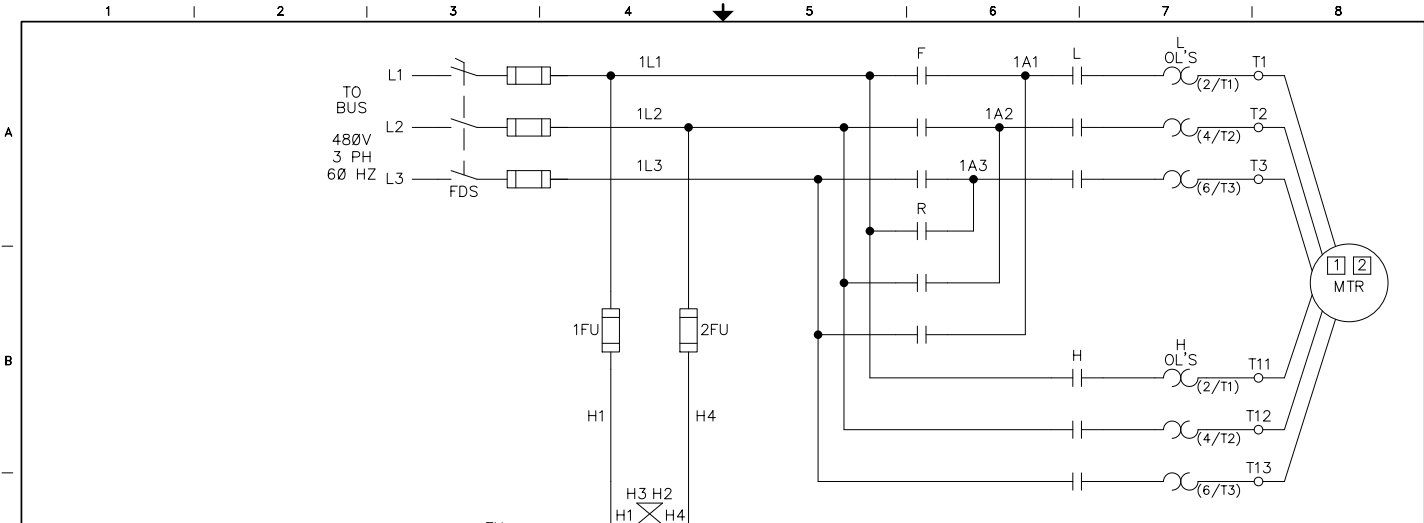 1 2 3 4 5 6 7 8
A
B
L1
L2
L3
TO
BUS
480V
3 PH
60 HZ
FDS
1L1
1L2
1L3
F
R
1A1
1A2
1A3
L
L
OL'S
(2/T1)
T1
(4/T2)
T2
(6/T3)
T3
1 2
MTR
1FU
2FU
H
H
OL'S
(2/T1)
T11
(4/T2)
T12
(6/T3)
T13
H1
H4
H3 H2
H1 H4